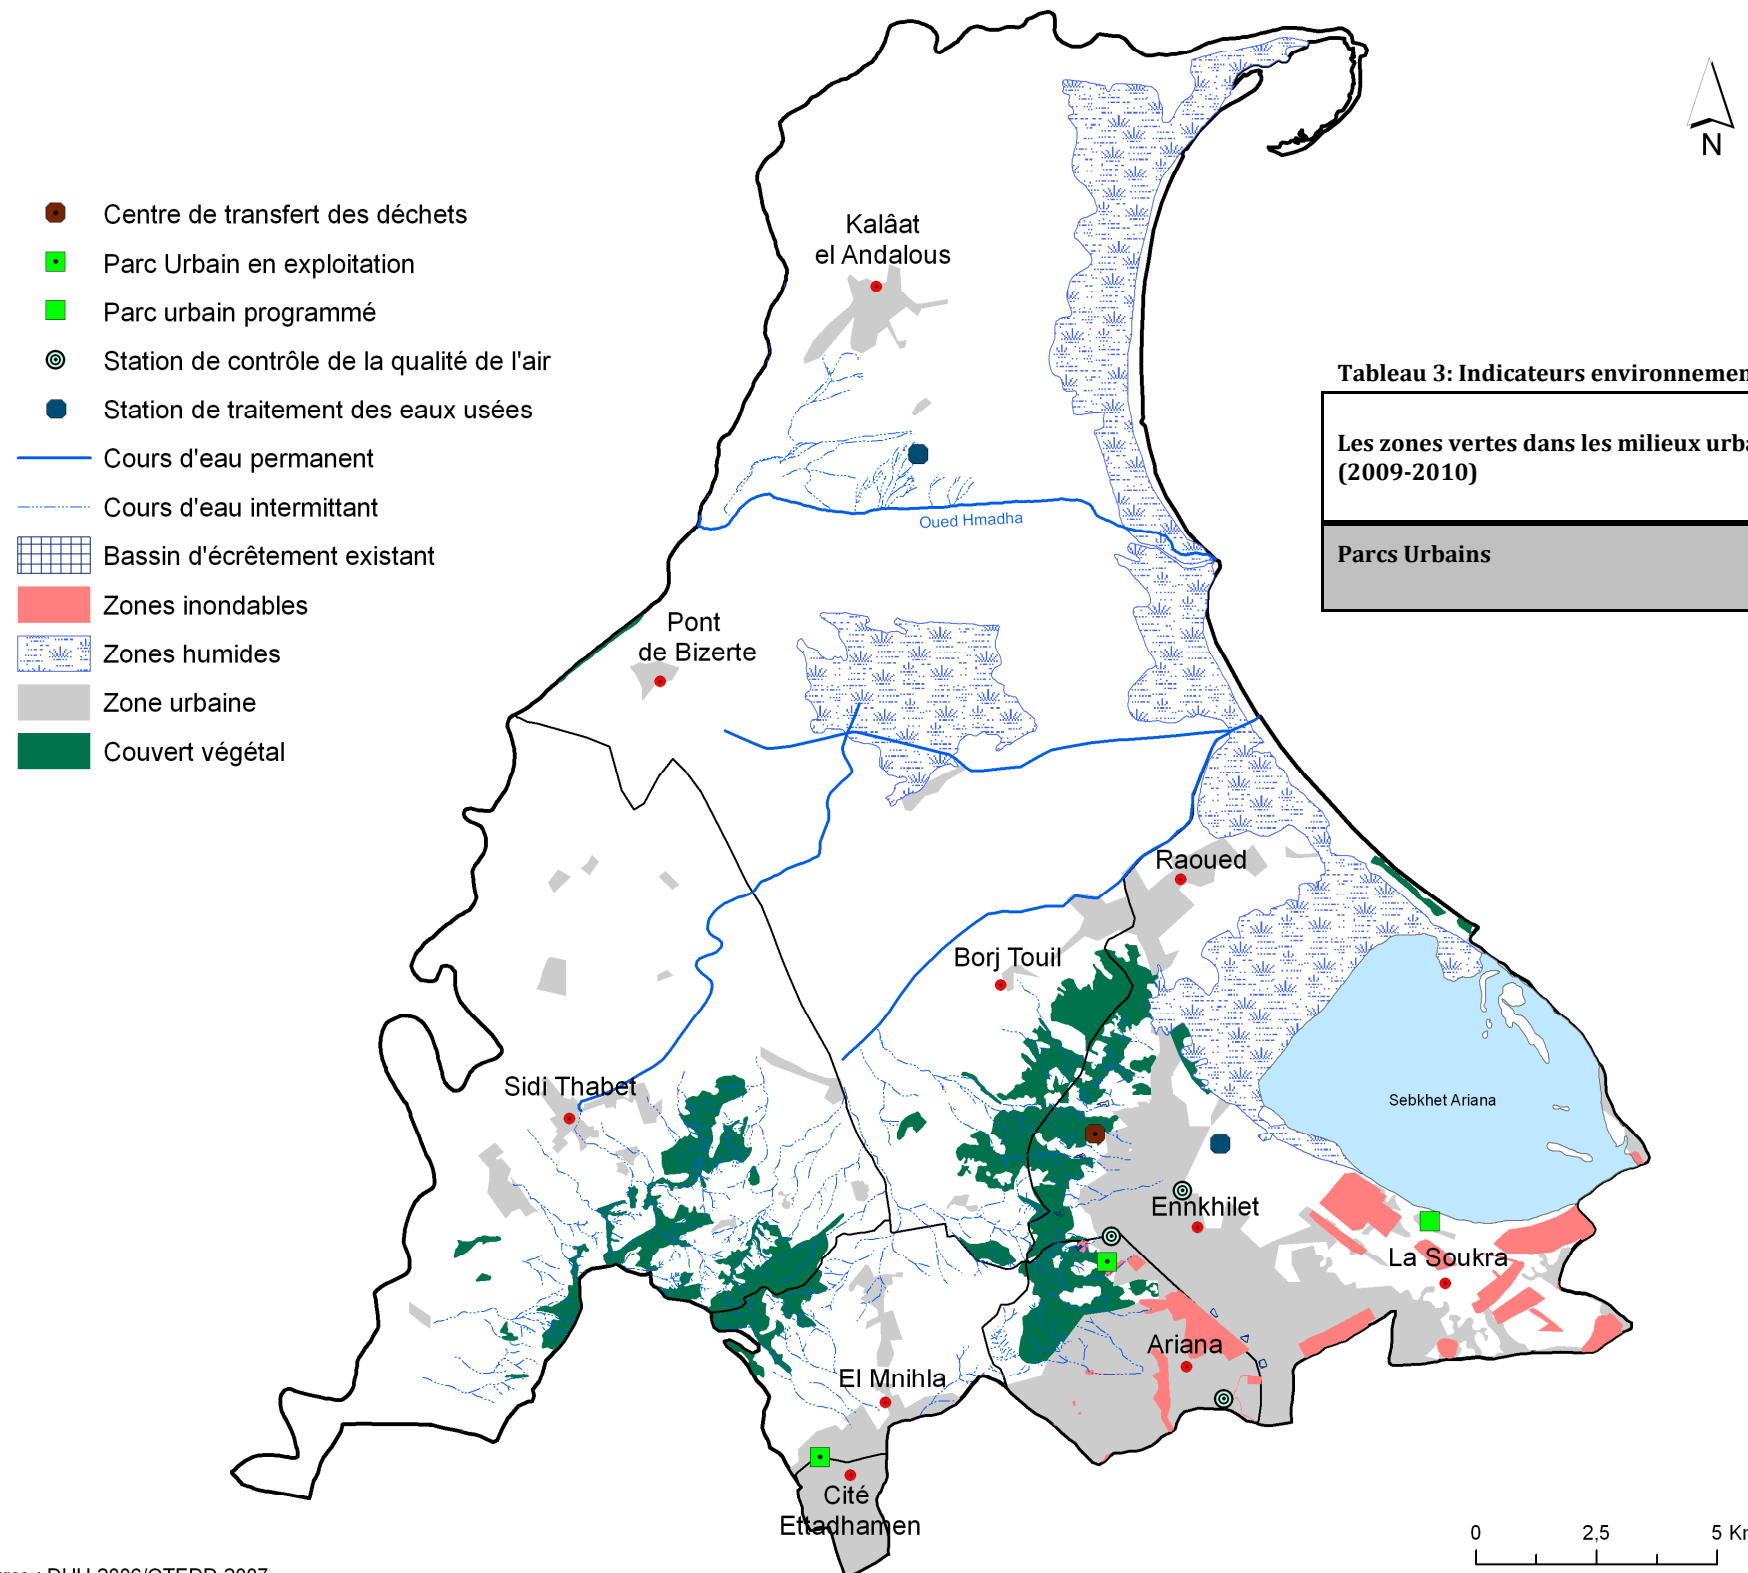 N
Centre de transfert des déchets
Parc Urbain en exploitation
Parc urbain programmé
Station de contrôle de la qualité de l'air
Station de traitement des eaux usées
Cours d'eau permanent
Cours d'eau intermittant
Bassin d'écrêtement existant
Zones inondables
Zones humides
Zone urbaine
Couvert végétal
Kalâat
el Andalous
Tableau 3: Indicateurs
Les zones vertes dans les milieux
(2009-2010)
Parcs Urbains
Oued Hmadha
Pont
de Bizerte
Raoued
Borj Touil
Sidi Thabet
Sebkhet Ariana
Ennkhilet
La Soukra
Ariana
El Mnihla
Cité
Ettadhamen
0 2,5 5 Km